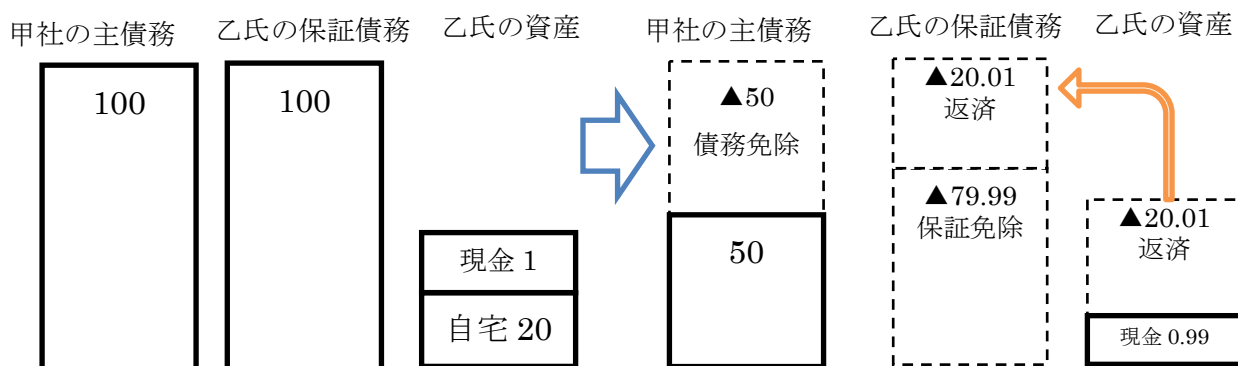 甲社の主債務
乙氏の保証債務
乙氏の資産
100
100
現金 1
自宅 20
甲社の主債務
乙氏の保証債務
乙氏の資産
▲50
債務免除
50
▲20.01
返済
▲79.99
保証免除
▲20.01
返済
現金 0.99